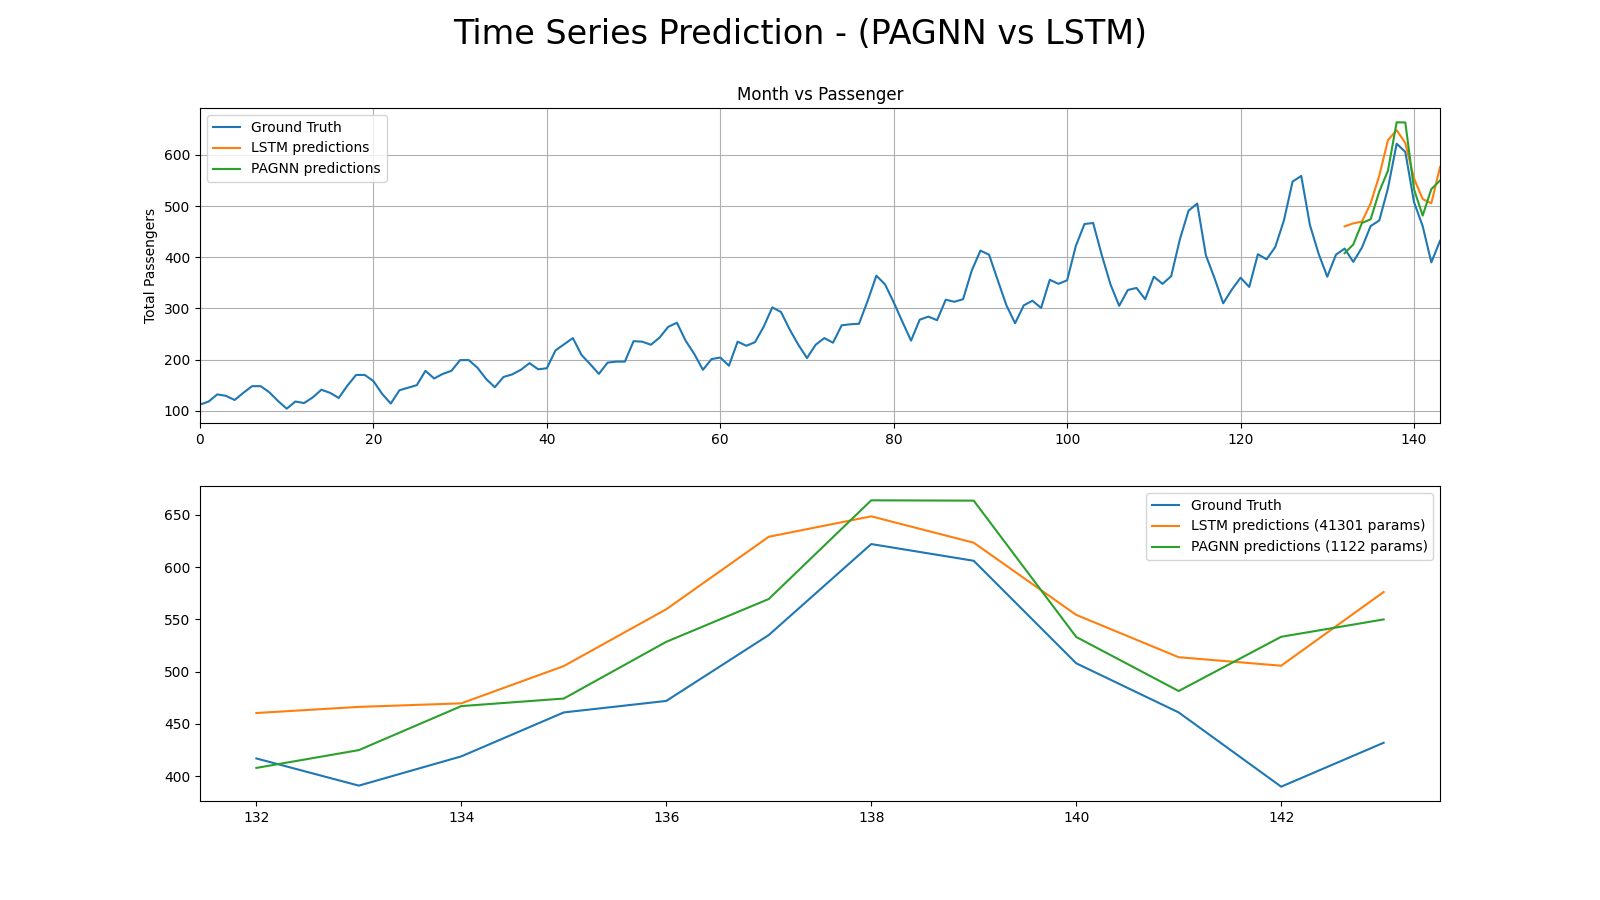 Time Series Prediction - (PAGNN vs LSTM)
Month vs Passenger
Ground Truth
LSTM predictions
PAGNN predictions
Total Passengers
600
500
400
300
200
100
0 20 40 60 80 100 120 140
Ground Truth
LSTM predictions (41301 params)
PAGNN predictions (1122 params)
650
600
550
500
450
400
132 134 136 138 140 142